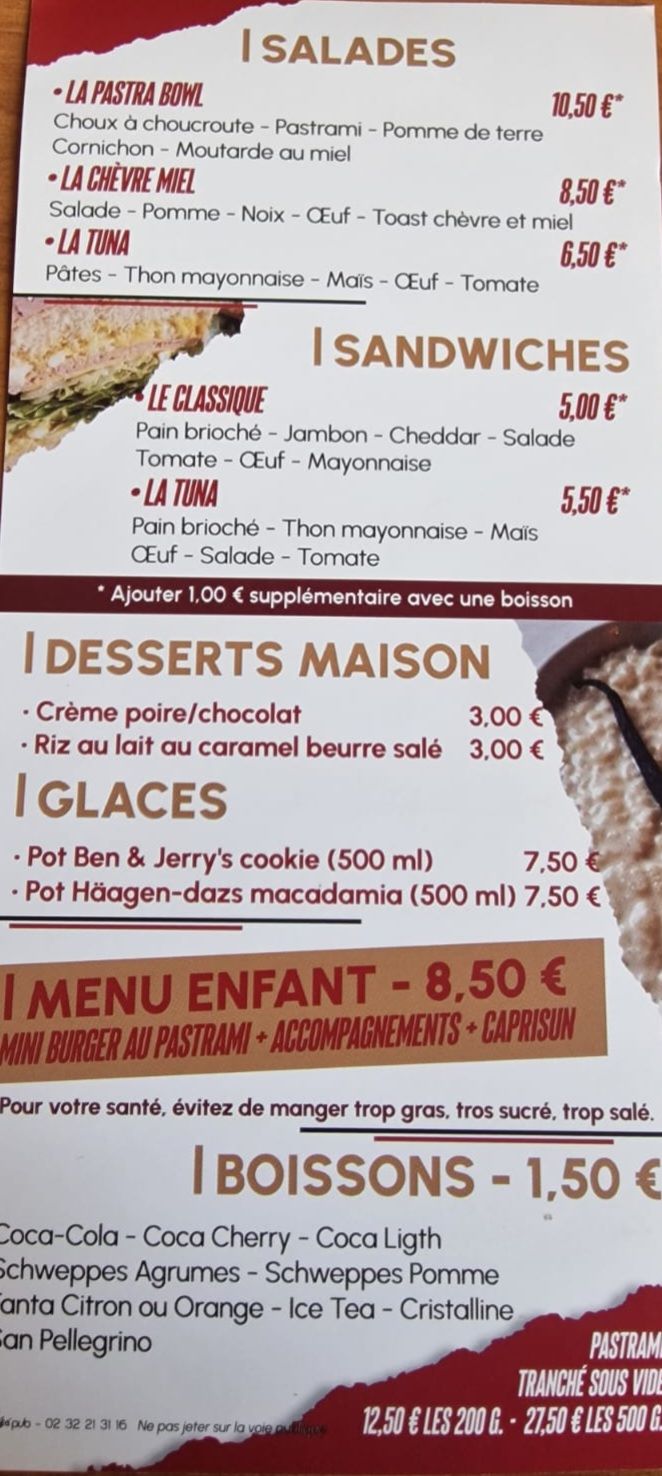 SALADES
• LA PASTRA BOWL 10,50 €*
Choux à choucroute - Pastrami - Pomme de terre
Cornichon - Moutarde au miel
• LA CHÈVRE MIEL 8,50 €*
Salade - Pomme - Noix - Œuf - Toast chèvre et miel
• LA TUNA 6,50 €*
Pâtes - Thon mayonnaise - Maïs - Œuf - Tomate
SANDWICHES
• LE CLASSIQUE 5,00 €*
Pain brioché - Jambon - Cheddar - Salade
Tomate - Œuf - Mayonnaise
• LA TUNA 5,50 €*
Pain brioché - Thon mayonnaise - Maïs
Œuf - Salade - Tomate
* Ajouter 1,00 € supplémentaire avec une boisson
DESSERTS MAISON
• Crème poire/chocolat 3,00 €
• Riz au lait au caramel beurre salé 3,00 €
GLACES
• Pot Ben & Jerry's cookie (500 ml) 7,50 €
• Pot Häagen-dazs macadamia (500 ml) 7,50 €
MENU ENFANT - 8,50 €
MINI BURGER AU PASTRAMI + ACCOMPAGNEMENTS + CAPRISUN
Pour votre santé, évitez de manger trop gras, tros sucré, trop salé.
BOISSONS - 1,50 €
Coca-Cola - Coca Cherry - Coca Ligth
Schweppes Agrumes - Schweppes Pomme
Fanta Citron ou Orange - Ice Tea - Cristalline
San Pellegrino
PASTRAMI
TRANCHÉ SOUS VIDE
12,50 € LES 200 G. - 27,50 € LES 500 G.
pub - 02 32 21 31 16 Ne pas jeter sur la voie publique